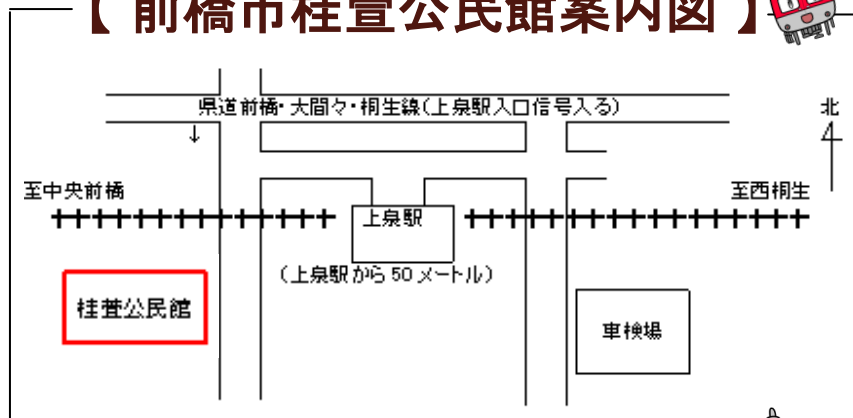 【 前橋市桂萱公民館案内図 】
県道前橋・大間々・桐生線(上泉駅入口信号入る)
北
↓
至中央前橋
至西桐生
上泉駅
(上泉駅から50メートル)
桂萱公民館
車検場